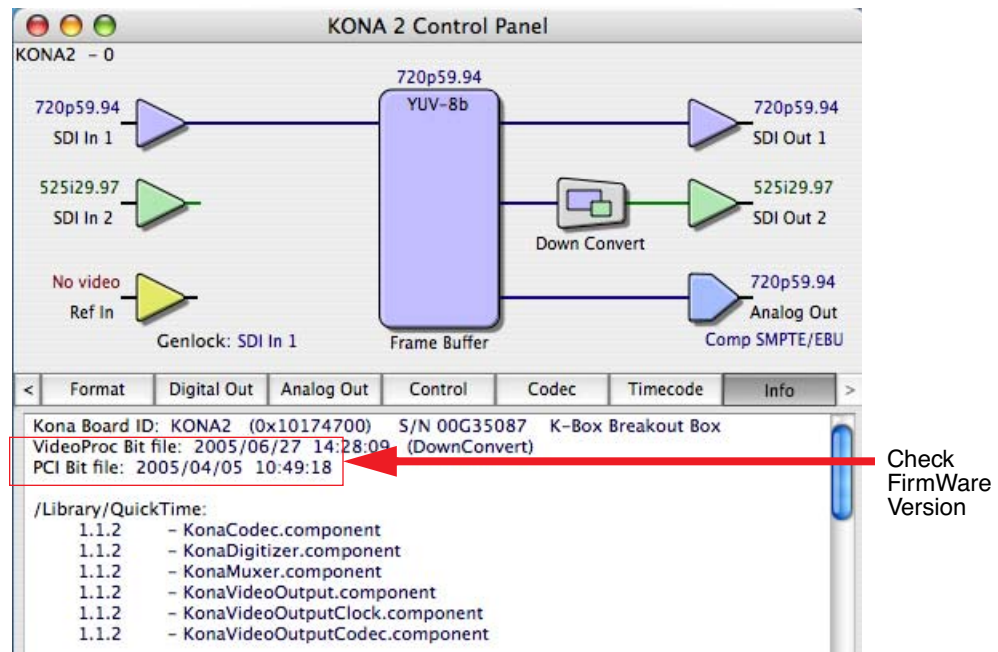 KONA 2 Control Panel
KONA2 - 0
720p59.94
YUV-8b
720p59.94
SDI In 1
720p59.94
SDI Out 1
525i29.97
SDI In 2
Down Convert
525i29.97
SDI Out 2
No video
Ref In
Genlock: SDI In 1
Frame Buffer
720p59.94
Analog Out
Comp SMPTE/EBU
< Format Digital Out Analog Out Control Codec Timecode Info >
Kona Board ID: KONA2 (0x10174700) S/N 00G35087 K-Box Breakout Box
VideoProc Bit file: 2005/06/27 14:28:09 (DownConvert)
PCI Bit file: 2005/04/05 10:49:18
/Library/QuickTime:
1.1.2 - KonaCodec.component
1.1.2 - KonaDigitizer.component
1.1.2 - KonaMuxer.component
1.1.2 - KonaVideoOutput.component
1.1.2 - KonaVideoOutputClock.component
1.1.2 - KonaVideoOutputCodec.component
Check
FirmWare
Version